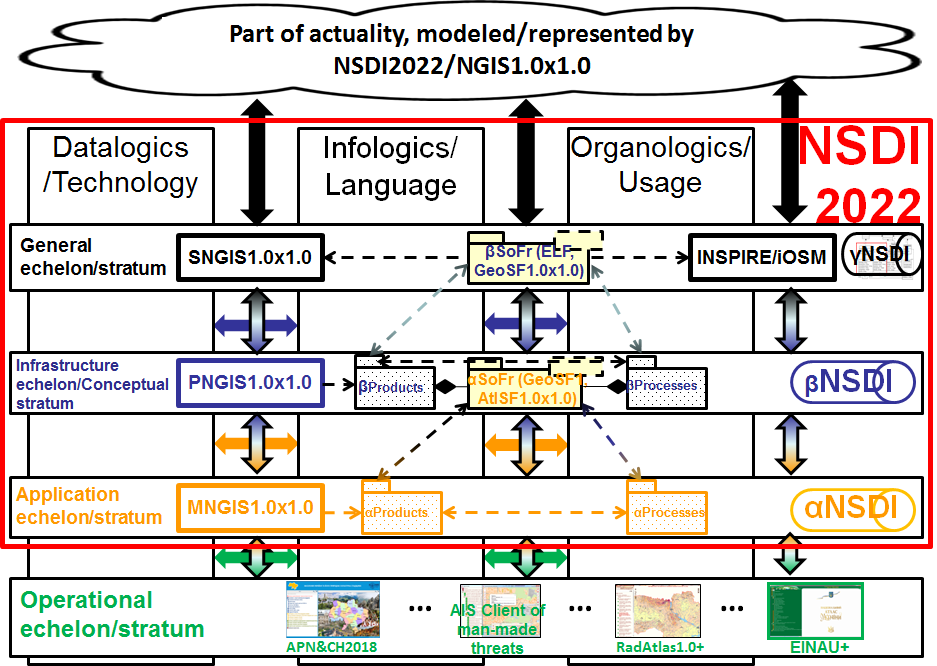 Part of actuality, modeled/represented by
NSDI2022/NGIS1.0x1.0
Datalogics
/Technology
Infologics/
Language
Organologics/
Usage
NSDI
2022
General
echelon/stratum
SNGIS1.0x1.0
βSoFr (ELF,
GeoSF1.0x1.0)
INSPIRE/iOSM
γNSDI
Infrastructure
echelon/Conceptual
stratum
PNGIS1.0x1.0
βProducts
αSoFr (GeoSF1.
AtlSF1.0x1.0)
βProcesses
βNSDI
Application
echelon/stratum
MNGIS1.0x1.0
αProducts
αProcesses
αNSDI
Operational
echelon/stratum
APN&CH2018
...
AIS Client of
man-made
threats
...
RadAtlas1.0+
...
EINAU+